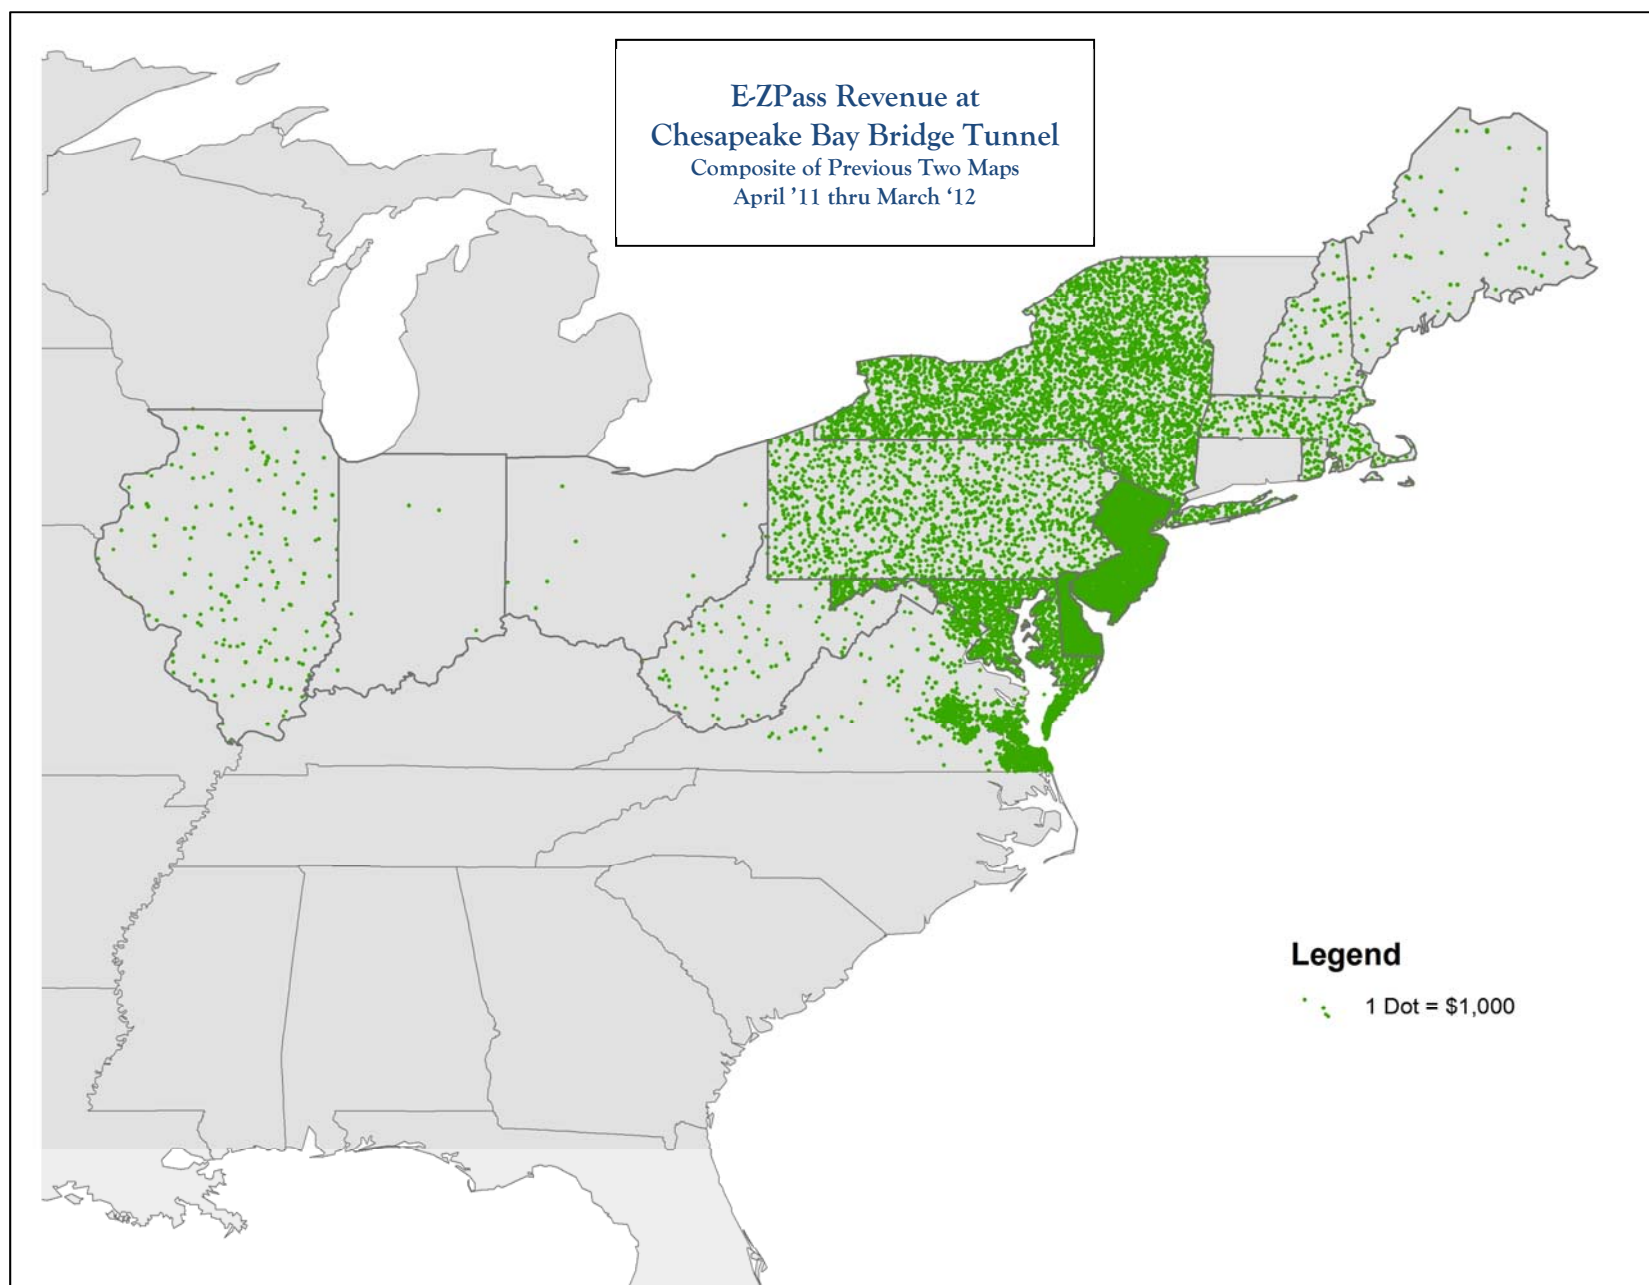 E-ZPass Revenue at
Chesapeake Bay Bridge Tunnel
Composite of Previous Two Maps
April ’11 thru March ‘12
Legend
1 Dot = $1,000